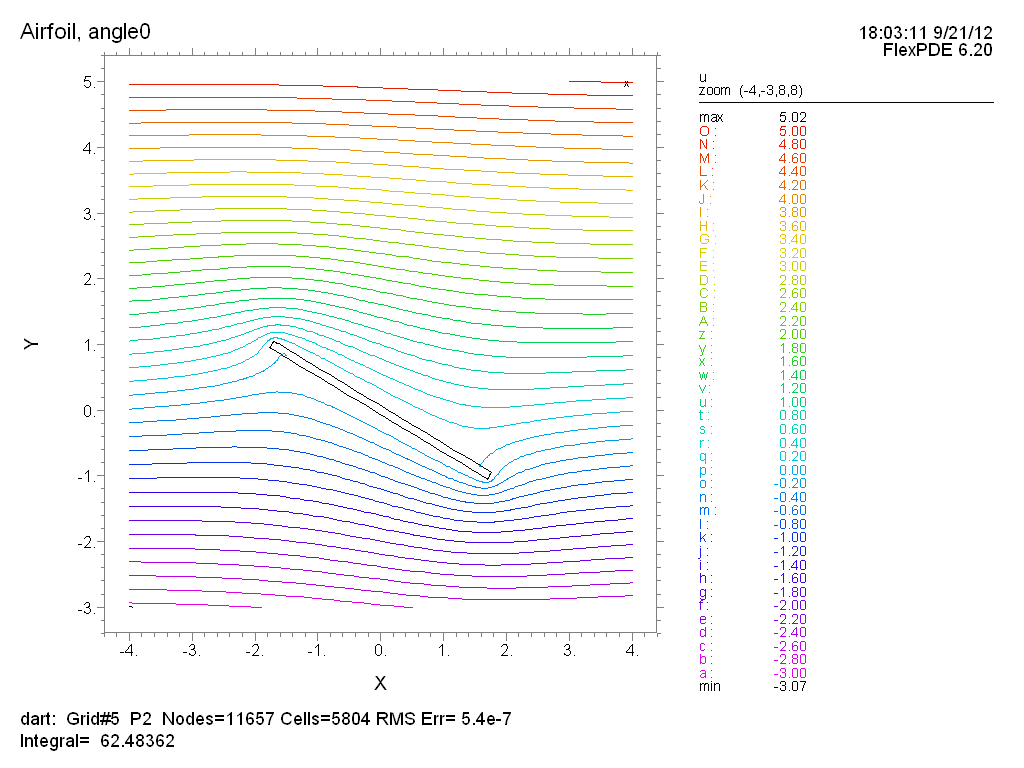 Airfoil, angle0
18:03:11 9/21/12
FlexPDE 6.20
u
zoom (-4,-3,8,8)
max 5.02
O : 5.00
N : 4.80
M : 4.60
L : 4.40
K : 4.20
J : 4.00
I : 3.80
H : 3.60
G : 3.40
F : 3.20
E : 3.00
D : 2.80
C : 2.60
B : 2.40
A : 2.20
z : 2.00
y : 1.80
x : 1.60
w : 1.40
v : 1.20
u : 1.00
t : 0.80
s : 0.60
r : 0.40
q : 0.20
p : 0.00
o : -0.20
n : -0.40
m : -0.60
l : -0.80
k : -1.00
j : -1.20
i : -1.40
h : -1.60
g : -1.80
f : -2.00
e : -2.20
d : -2.40
c : -2.60
b : -2.80
a : -3.00
min -3.07
5.
4.
3.
2.
1.
0.
-1.
-2.
-3.
Y
x
-4. -3. -2. -1. 0. 1. 2. 3. 4.
X
dart: Grid#5 P2 Nodes=11657 Cells=5804 RMS Err= 5.4e-7
Integral= 62.48362